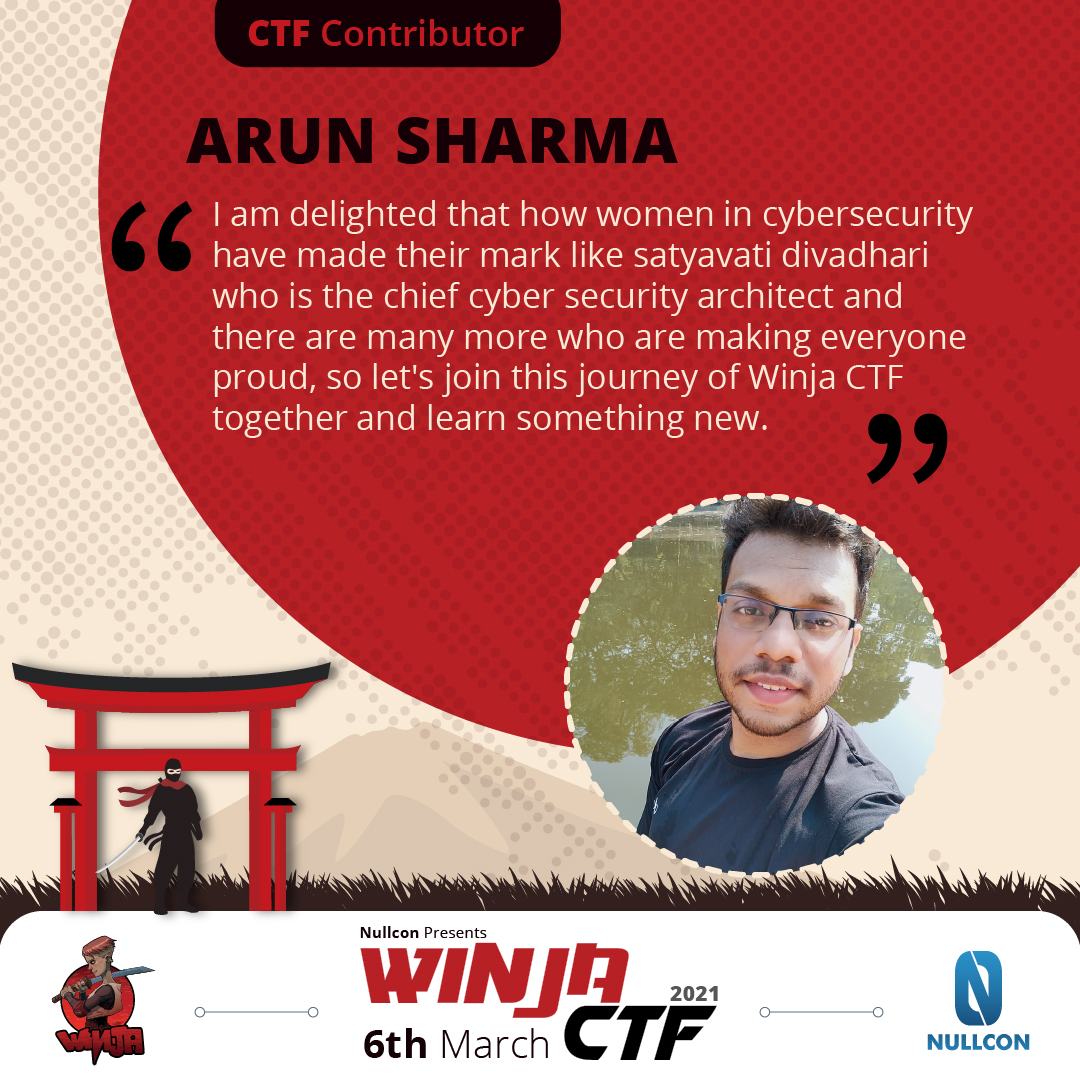 CTF Contributor
ARUN SHARMA
“ I am delighted that how women in cybersecurity
have made their mark like satyavati divadhari
who is the chief cyber security architect and
there are many more who are making everyone
proud, so let's join this journey of Winja CTF
together and learn something new. ”
Nullcon Presents
WINJA
2021
6th March CTF
WINJA
NULLCON